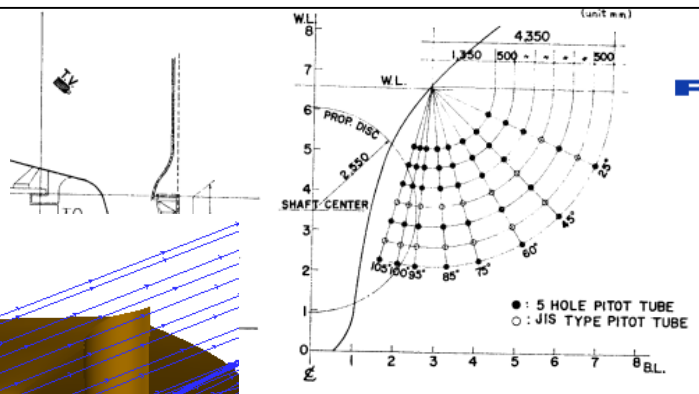 (unit mm)
W.L.
4,350
1,350 500 〃 〃 〃 〃 500
8
7
W.L.
6
PROP. DISC
5
2,550
4
SHAFT CENTER
3
2
1
0
25°
45°
60°
75°
85°
95°
100°
105°
● : 5 HOLE PITOT TUBE
○ : JIS TYPE PITOT TUBE
℄ 1 2 3 4 5 6 7 8 B.L.
T.V.